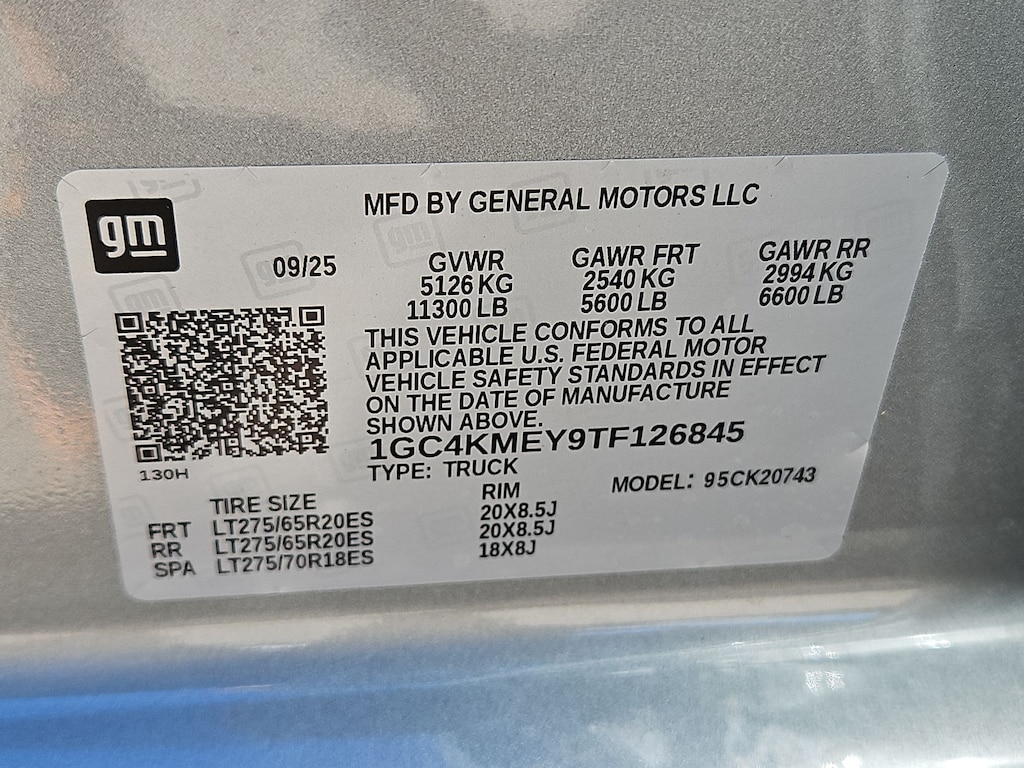 MFD BY GENERAL MOTORS LLC
gm
09/25
GVWR GAWR FRT GAWR RR
5126 KG 2540 KG 2994 KG
11300 LB 5600 LB 6600 LB
THIS VEHICLE CONFORMS TO ALL
APPLICABLE U.S. FEDERAL MOTOR
VEHICLE SAFETY STANDARDS IN EFFECT
ON THE DATE OF MANUFACTURE
SHOWN ABOVE.
1GC4KMEY9TF126845
TYPE: TRUCK MODEL: 95CK20743
130H
TIRE SIZE RIM
FRT LT275/65R20ES 20X8.5J
RR LT275/65R20ES 20X8.5J
SPA LT275/70R18ES 18X8J